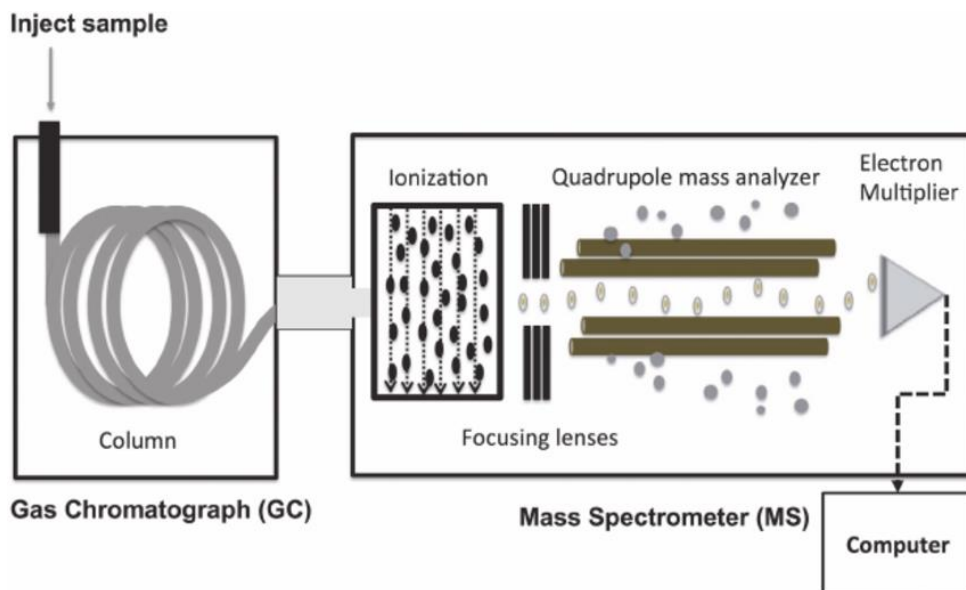 Inject sample
Ionization
Quadrupole mass analyzer
Electron
Multiplier
Column
Focusing lenses
Gas Chromatograph (GC)
Mass Spectrometer (MS)
Computer